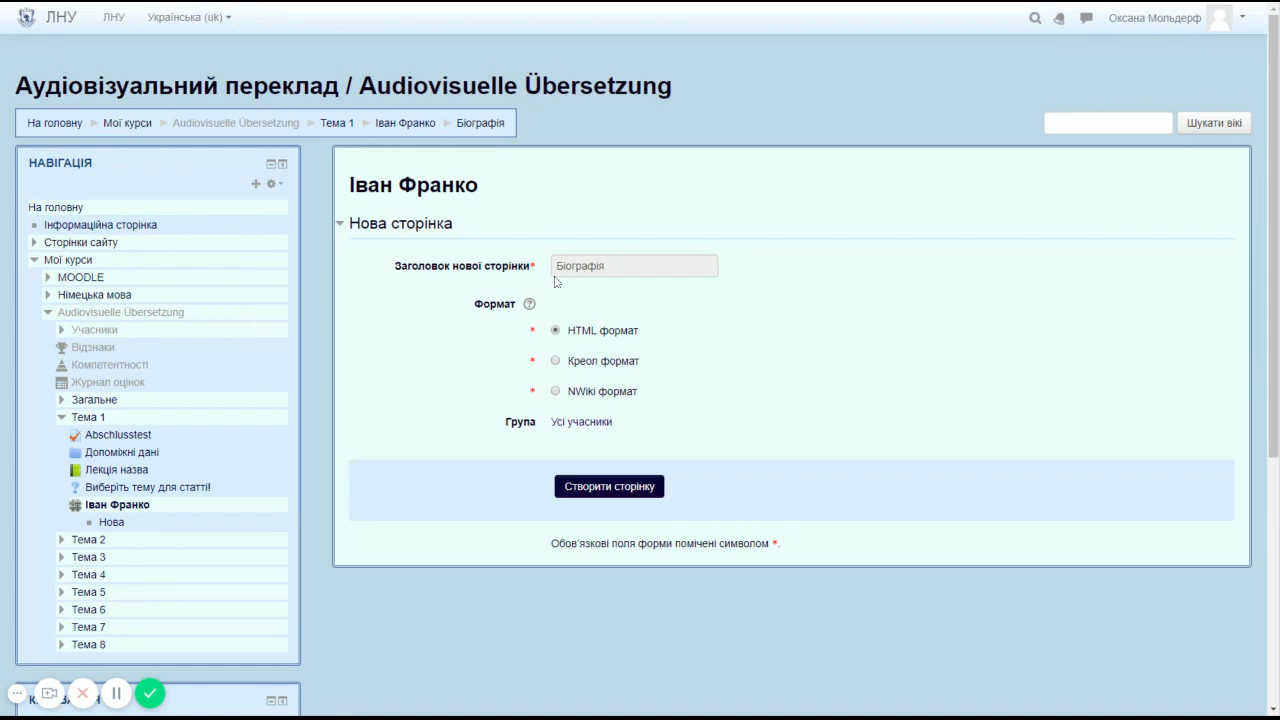 ЛНУ ЛНУ Українська (uk) Оксана Мольдерф
Аудіовізуальний переклад / Audiovisuelle Übersetzung
На головну Мої курси Audiovisuelle Übersetzung Тема 1 Іван Франко Біографія
Шукати вікі
НАВІГАЦІЯ
На головну
Інформаційна сторінка
Сторінки сайту
Мої курси
MOODLE
Німецька мова
Audiovisuelle Übersetzung
Учасники
Відзнаки
Компетентності
Журнал оцінок
Загальне
Тема 1
Abschlusstest
Допоміжні дані
Лекція назва
Виберіть тему для статті!
Іван Франко
Нова
Тема 2
Тема 3
Тема 4
Тема 5
Тема 6
Тема 7
Тема 8
Іван Франко
Нова сторінка
Заголовок нової сторінки* Біографія
Формат ?
* HTML формат
* Креол формат
* NWiki формат
Група Усі учасники
Створити сторінку
Обов'язкові поля форми помічені символом *.